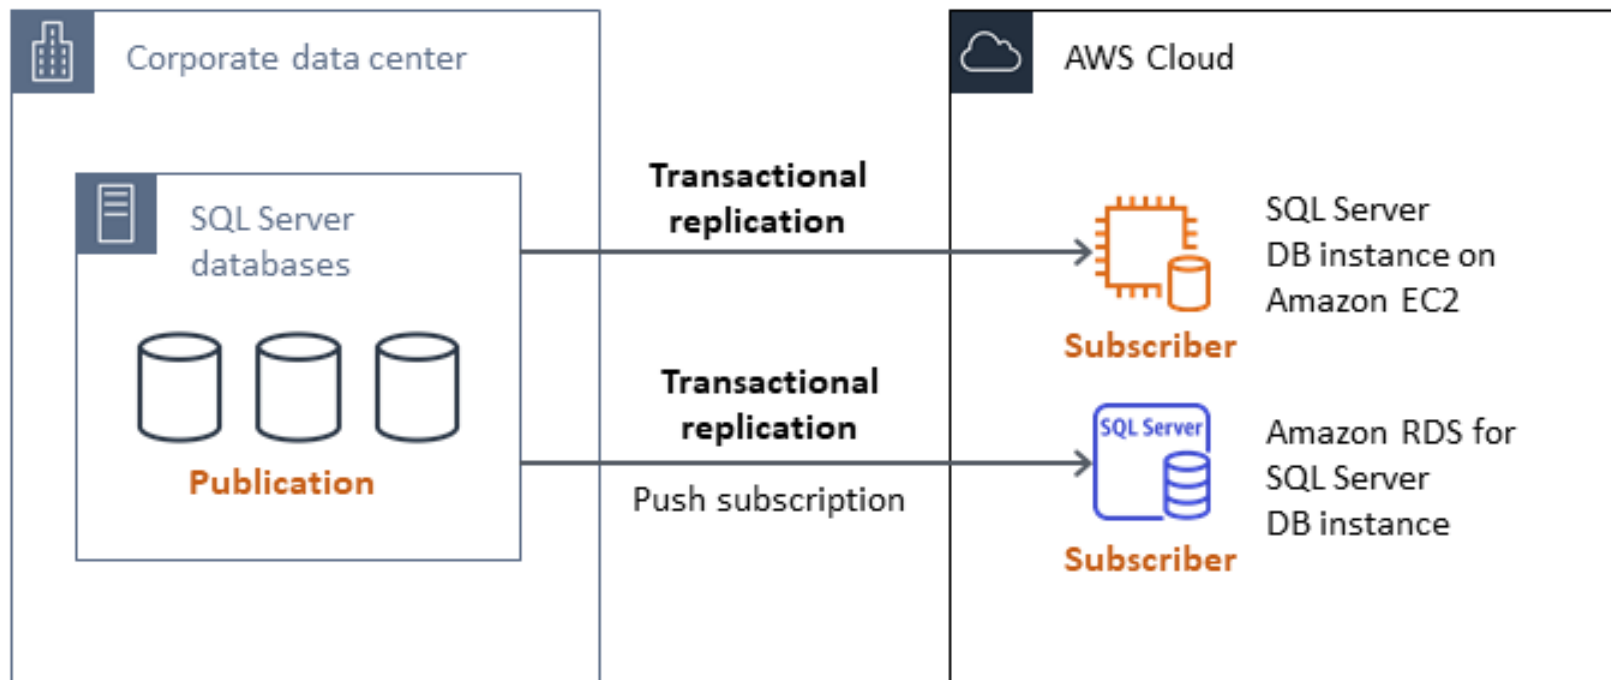 Corporate data center
SQL Server
databases
Publication
Transactional
replication
Transactional
replication
Push subscription
AWS Cloud
SQL Server
DB instance on
Amazon EC2
Subscriber
SQL Server
Amazon RDS for
SQL Server
DB instance
Subscriber